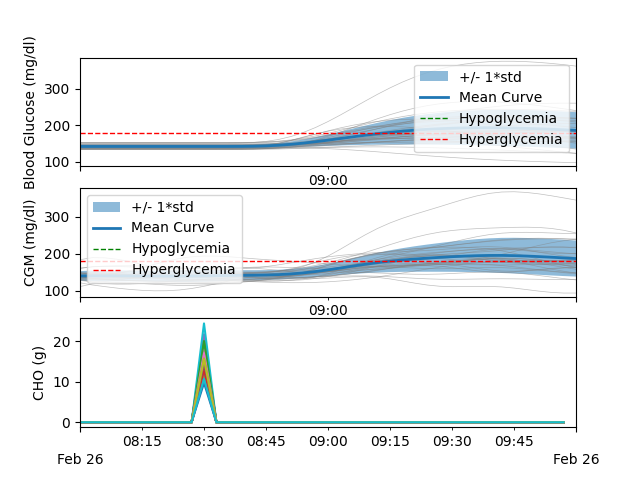 Blood Glucose (mg/dl)
300
200
100
+/- 1*std
Mean Curve
Hypoglycemia
Hyperglycemia
09:00
CGM (mg/dl)
300
200
100
+/- 1*std
Mean Curve
Hypoglycemia
Hyperglycemia
09:00
CHO (g)
20
10
0
08:15 08:30 08:45 09:00 09:15 09:30 09:45
Feb 26 Feb 26